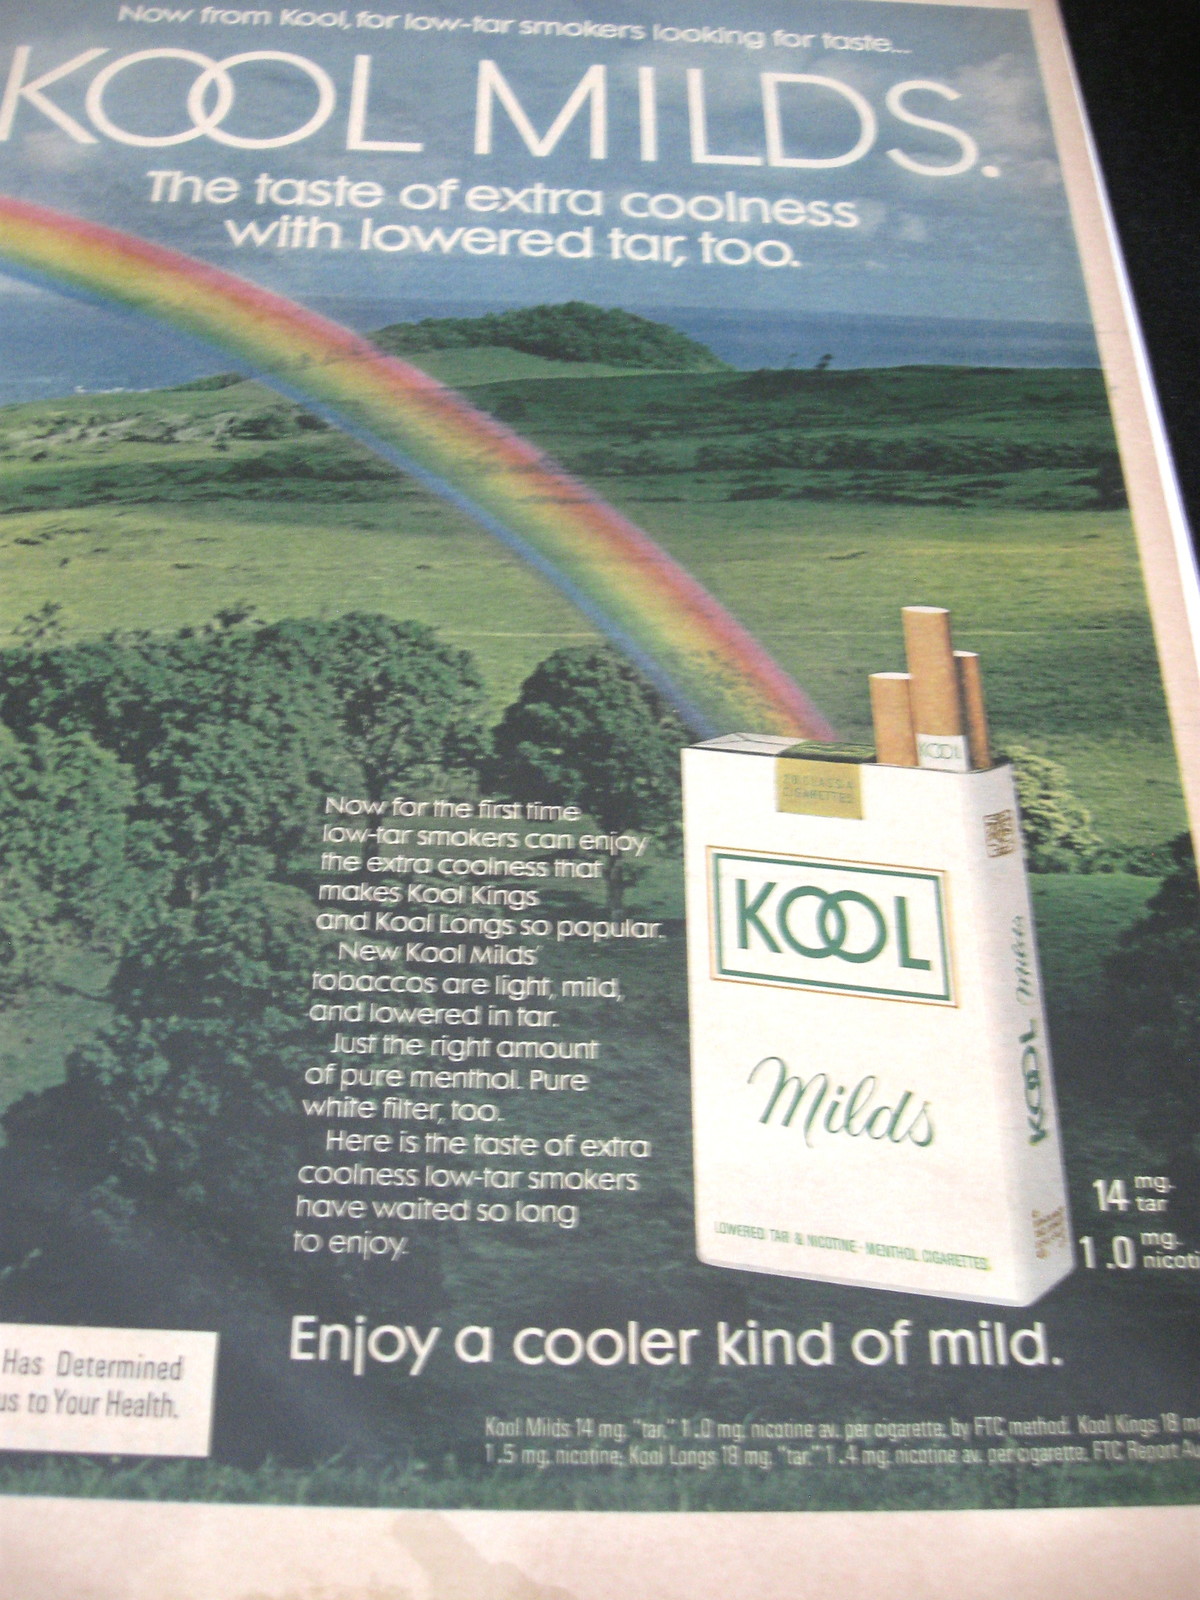 Now from Kool, for low-tar smokers looking for taste...
KOOL MILDS.
The taste of extra coolness
with lowered tar, too.
KOOL
20 CLASS A
CIGARETTES
Now for the first time
low-tar smokers can enjoy
the extra coolness that
makes Kool Kings
and Kool Longs so popular.
New Kool Milds'
tobaccos are light, mild,
and lowered in tar.
Just the right amount
of pure menthol. Pure
white filter, too.
Here is the taste of extra
coolness low-tar smokers
have waited so long
to enjoy.
KOOL
Milds
LOWERED TAR & NICOTINE · MENTHOL CIGARETTES
KOOL Milds
14 mg.
tar
1.0 mg.
nicoti
Enjoy a cooler kind of mild.
Has Determined
us to Your Health.
Kool Milds 14 mg. "tar," 1.0 mg. nicotine av. per cigarette, by FTC method. Kool Kings 18 m
1.5 mg. nicotine; Kool Longs 18 mg. "tar," 1.4 mg. nicotine av. per cigarette, FTC Report A